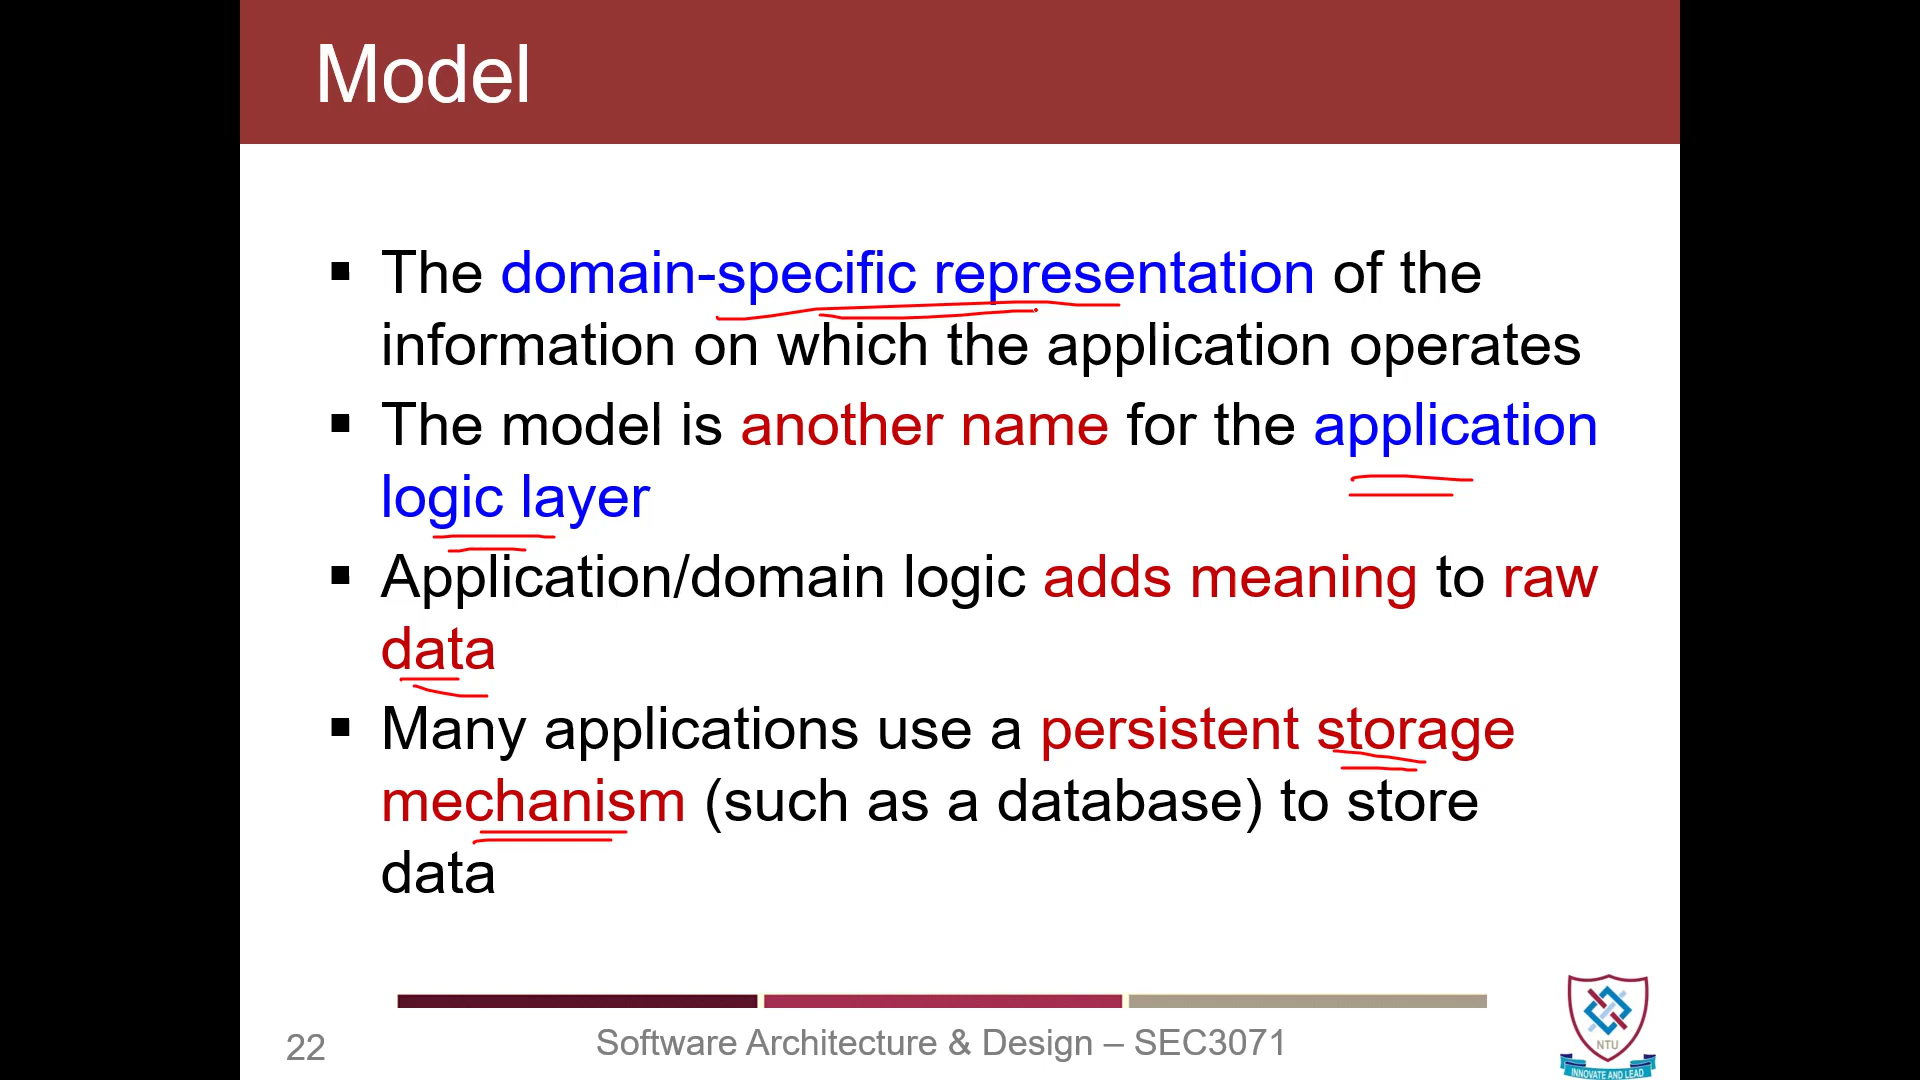 Model
▪ The domain-specific representation of the
information on which the application operates
▪ The model is another name for the application
logic layer
▪ Application/domain logic adds meaning to raw
data
▪ Many applications use a persistent storage
mechanism (such as a database) to store
data
22
Software Architecture & Design – SEC3071
NTU
INNOVATE AND LEAD